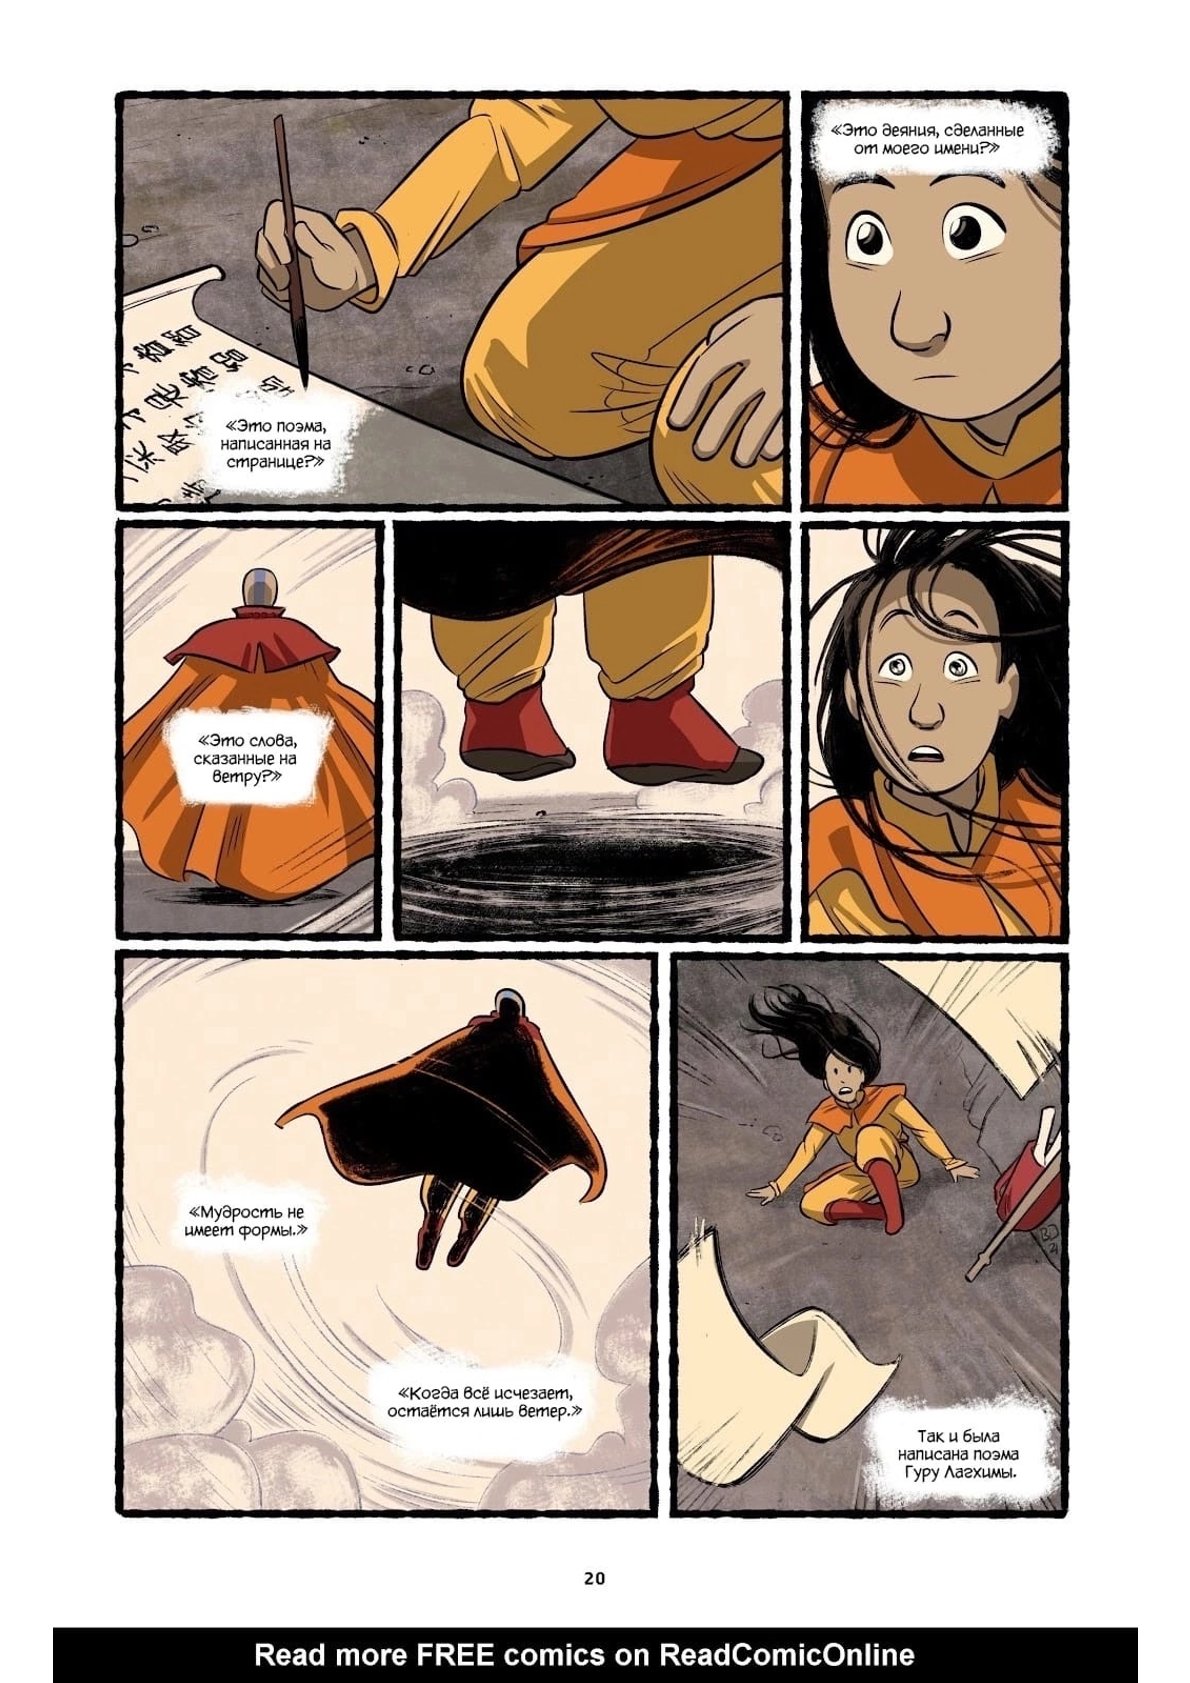 «Это поэма,
написанная на
странице?»
«Это деяния, сделанные
от моего имени?»
«Это слова,
сказанные на
ветру?»
«Мудрость не
имеет формы.»
«Когда всё исчезает,
остаётся лишь ветер.»
Так и была
написана поэма
Гуру Лагхимы.
20
Read more FREE comics on ReadComicOnline